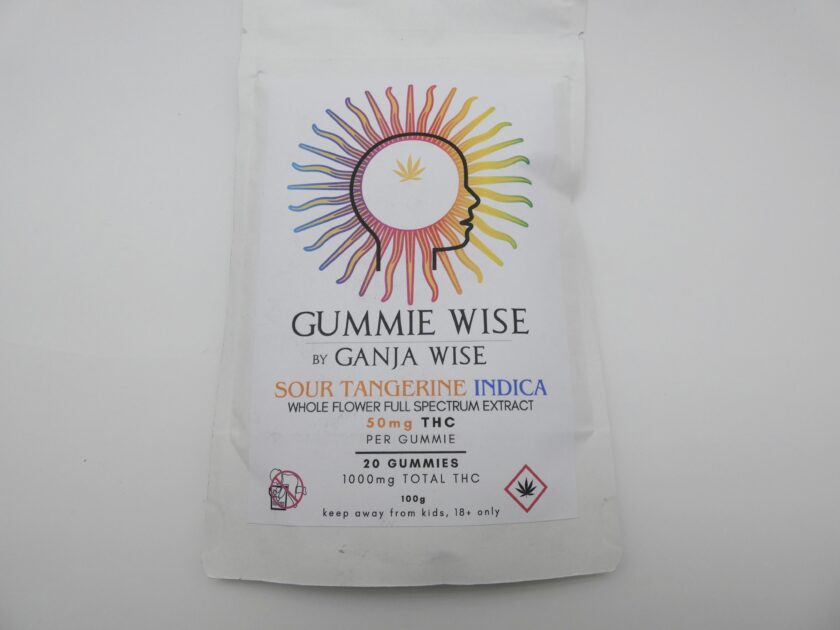 GUMMIE WISE
BY GANJA WISE
SOUR TANGERINE INDICA
WHOLE FLOWER FULL SPECTRUM EXTRACT
50mg THC
PER GUMMIE
20 GUMMIES
1000mg TOTAL THC
100g
keep away from kids, 18+ only